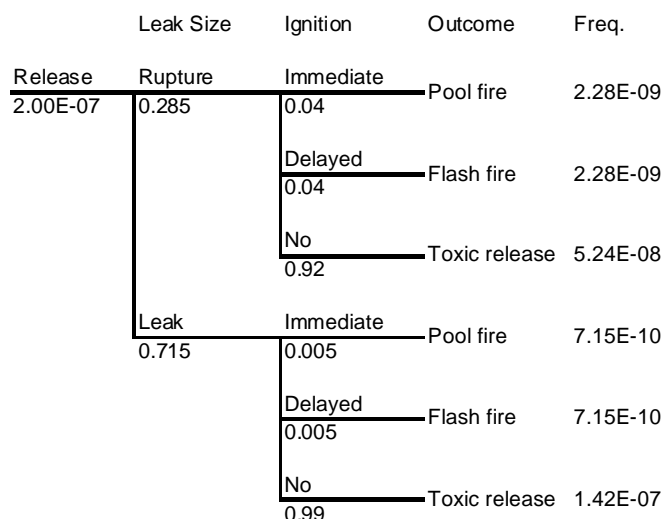 Leak Size Ignition Outcome Freq.
Release Rupture Immediate
2.00E-07 0.285 0.04 Pool fire 2.28E-09
Delayed
0.04 Flash fire 2.28E-09
No
0.92 Toxic release 5.24E-08
Leak Immediate
0.715 0.005 Pool fire 7.15E-10
Delayed
0.005 Flash fire 7.15E-10
No
0.99 Toxic release 1.42E-07